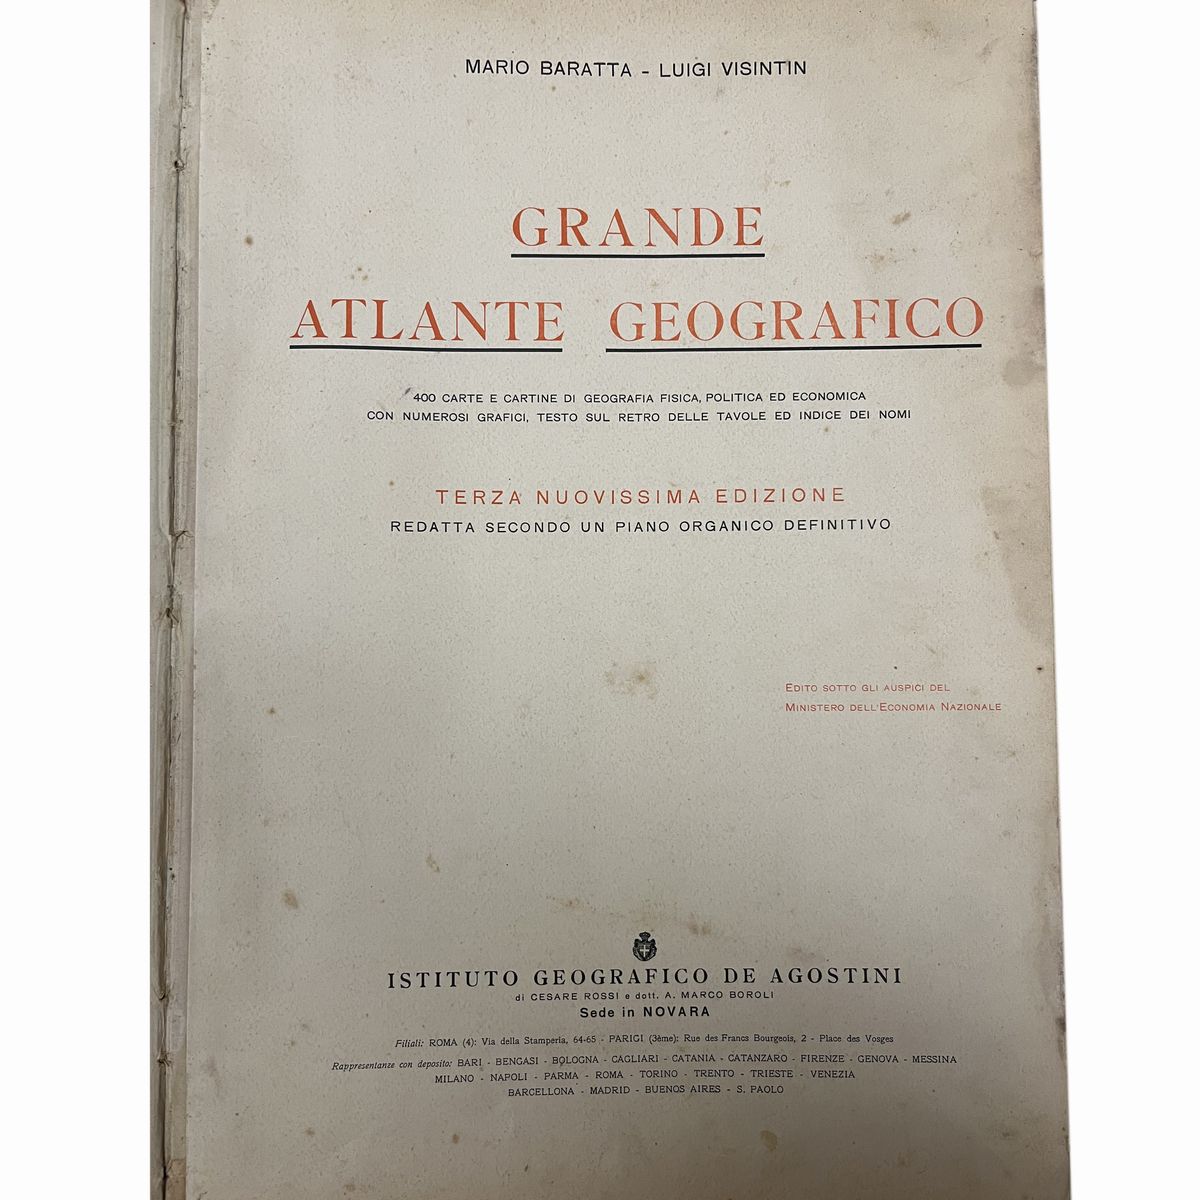 MARIO BARATTA - LUIGI VISINTIN
GRANDE
ATLANTE GEOGRAFICO
400 CARTE E CARTINE DI GEOGRAFIA FISICA, POLITICA ED ECONOMICA
CON NUMEROSI GRAFICI, TESTO SUL RETRO DELLE TAVOLE ED INDICE DEI NOMI
TERZA NUOVISSIMA EDIZIONE
REDATTA SECONDO UN PIANO ORGANICO DEFINITIVO
EDITO SOTTO GLI AUSPICI DEL
MINISTERO DELL'ECONOMIA NAZIONALE
ISTITUTO GEOGRAFICO DE AGOSTINI
di CESARE ROSSI e dott. A. MARCO BOROLI
Sede in NOVARA
Filiali: ROMA (4): Via della Stamperia, 64-65 - PARIGI (3ème): Rue des Francs Bourgeois, 2 - Place des Vosges
Rappresentanze con deposito: BARI - BENGASI - BOLOGNA - CAGLIARI - CATANIA - CATANZARO - FIRENZE - GENOVA - MESSINA
MILANO - NAPOLI - PARMA - ROMA - TORINO - TRENTO - TRIESTE - VENEZIA
BARCELLONA - MADRID - BUENOS AIRES - S. PAOLO